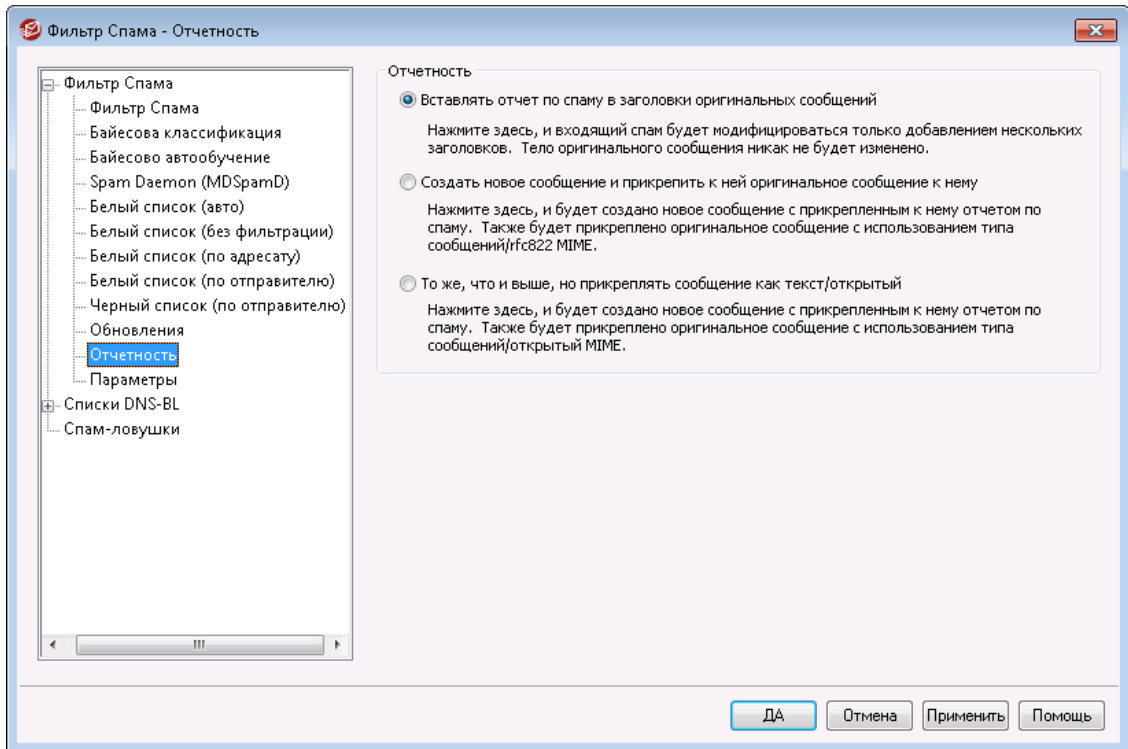 Фильтр Спама - Отчетность
Фильтр Спама
Фильтр Спама
Байесова классификация
Байесово автообучение
Spam Daemon (MDSpamD)
Белый список (авто)
Белый список (без фильтрации)
Белый список (по адресату)
Белый список (по отправителю)
Черный список (по отправителю)
Обновления
Отчетность
Параметры
Списки DNS-BL
Спам-ловушки
Отчетность
Вставлять отчет по спаму в заголовки оригинальных сообщений
Нажмите здесь, и входящий спам будет модифицироваться только добавлением нескольких
заголовков. Тело оригинального сообщения никак не будет изменено.
Создать новое сообщение и прикрепить к ней оригинальное сообщение к нему
Нажмите здесь, и будет создано новое сообщение с прикрепленным к нему отчетом по
спаму. Также будет прикреплено оригинальное сообщение с использованием типа
сообщений/rfc822 MIME.
То же, что и выше, но прикреплять сообщение как текст/открытый
Нажмите здесь, и будет создано новое сообщение с прикрепленным к нему отчетом по
спаму. Также будет прикреплено оригинальное сообщение с использованием типа
сообщений/открытый MIME.
ДА
Отмена
Применить
Помощь